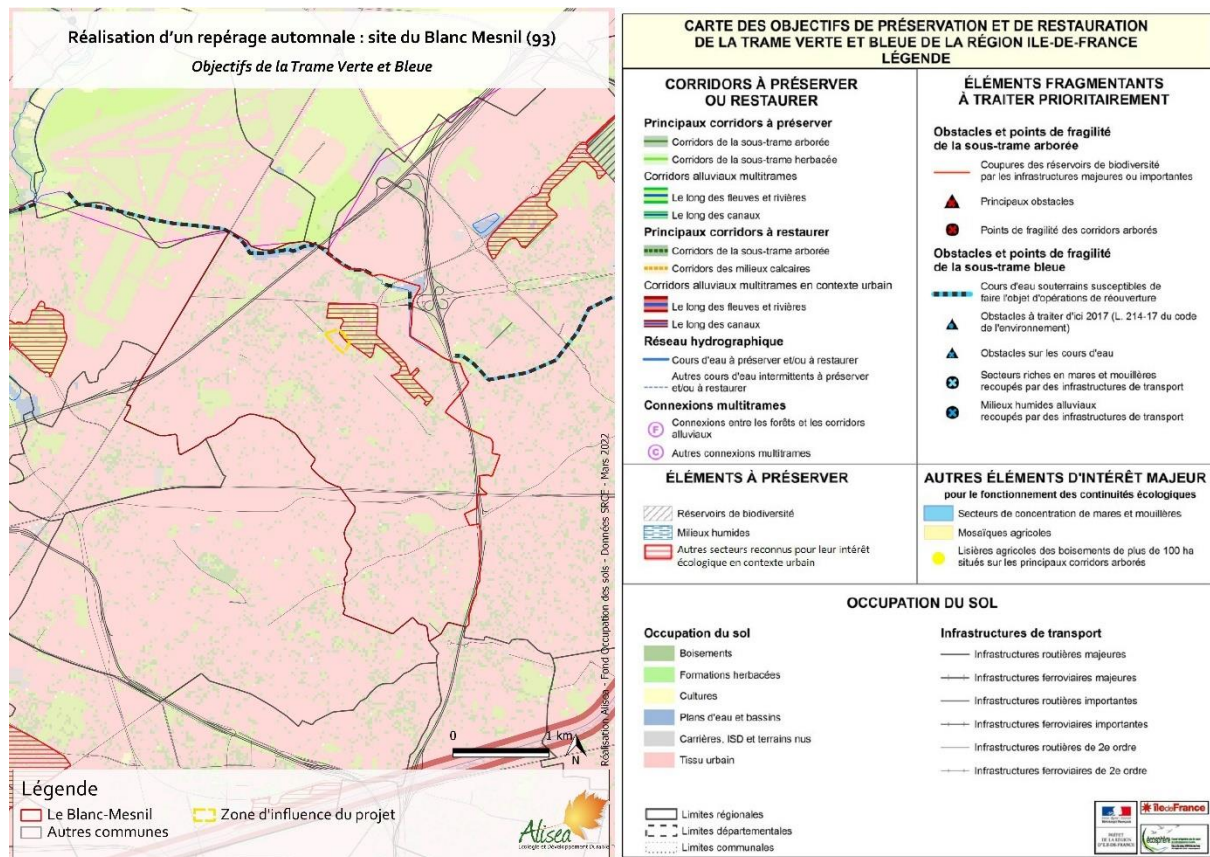 Réalisation d'un repérage automnale : site du Blanc Mesnil (93)
Objectifs de la Trame Verte et Bleue
Réalisation Alisea - Fond Occupation des sols - Données SRCE - Mars 2022
0 1 km
N
Légende
Le Blanc-Mesnil
Autres communes
Zone d'influence du projet
Alisea
Ecologie et développement Durable
CARTE DES OBJECTIFS DE PRÉSERVATION ET DE RESTAURATION
DE LA TRAME VERTE ET BLEUE DE LA RÉGION ILE-DE-FRANCE
LÉGENDE
CORRIDORS À PRÉSERVER
OU RESTAURER
Principaux corridors à préserver
Corridors de la sous-trame arborée
Corridors de la sous-trame herbacée
Corridors alluviaux multitrames
Le long des fleuves et rivières
Le long des canaux
Principaux corridors à restaurer
Corridors de la sous-trame arborée
Corridors des milieux calcaires
Corridors alluviaux multitrames en contexte urbain
Le long des fleuves et rivières
Le long des canaux
Réseau hydrographique
Cours d'eau à préserver et/ou à restaurer
Autres cours d'eau intermittents à préserver
et/ou à restaurer
Connexions multitrames
F
Connexions entre les forêts et les corridors
alluviaux
C
Autres connexions multitrames
ÉLÉMENTS FRAGMENTANTS
À TRAITER PRIORITAIREMENT
Obstacles et points de fragilité
de la sous-trame arborée
Coupures des réservoirs de biodiversité
par les infrastructures majeures ou importantes
Principaux obstacles
Points de fragilité des corridors arborés
Obstacles et points de fragilité
de la sous-trame bleue
Cours d'eau souterrains susceptibles de
faire l'objet d'opérations de réouverture
Obstacles à traiter d'ici 2017 (L. 214-17 du code
de l'environnement)
Obstacles sur les cours d'eau
Secteurs riches en mares et mouillères
recoupés par des infrastructures de transport
Milieux humides alluviaux
recoupés par des infrastructures de transport
ÉLÉMENTS À PRÉSERVER
Réservoirs de biodiversité
Milieux humides
Autres secteurs reconnus pour leur intérêt
écologique en contexte urbain
AUTRES ÉLÉMENTS D'INTÉRÊT MAJEUR
pour le fonctionnement des continuités écologiques
Secteurs de concentration de mares et mouillères
Mosaïques agricoles
Lisières agricoles des boisements de plus de 100 ha
situés sur les principaux corridors arborés
OCCUPATION DU SOL
Occupation du sol
Boisements
Formations herbacées
Cultures
Plans d'eau et bassins
Carrières, ISD et terrains nus
Tissu urbain
Infrastructures de transport
Infrastructures routières majeures
Infrastructures ferroviaires majeures
Infrastructures routières importantes
Infrastructures ferroviaires importantes
Infrastructures routières de 2e ordre
Infrastructures ferroviaires de 2e ordre
Limites régionales
Limites départementales
Limites communales
PRÉFET
DE LA RÉGION
D'ILE-DE-FRANCE
île de France
écosphère